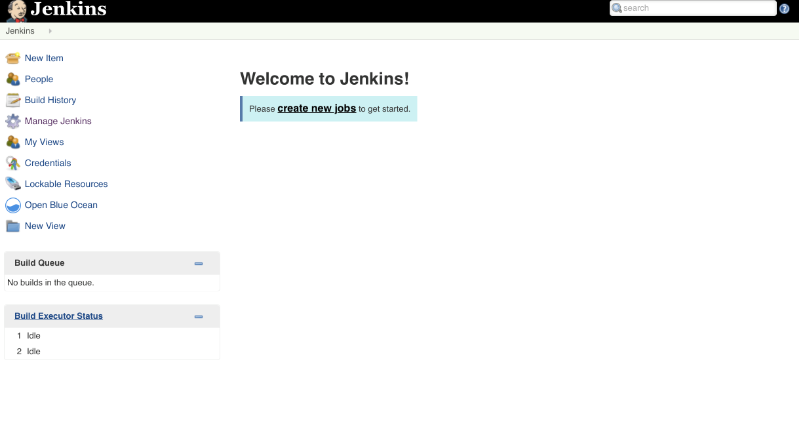 Jenkins
search
Jenkins
New Item
People
Build History
Manage Jenkins
My Views
Credentials
Lockable Resources
Open Blue Ocean
New View
Build Queue
No builds in the queue.
Build Executor Status
1 Idle
2 Idle
Welcome to Jenkins!
Please create new jobs to get started.